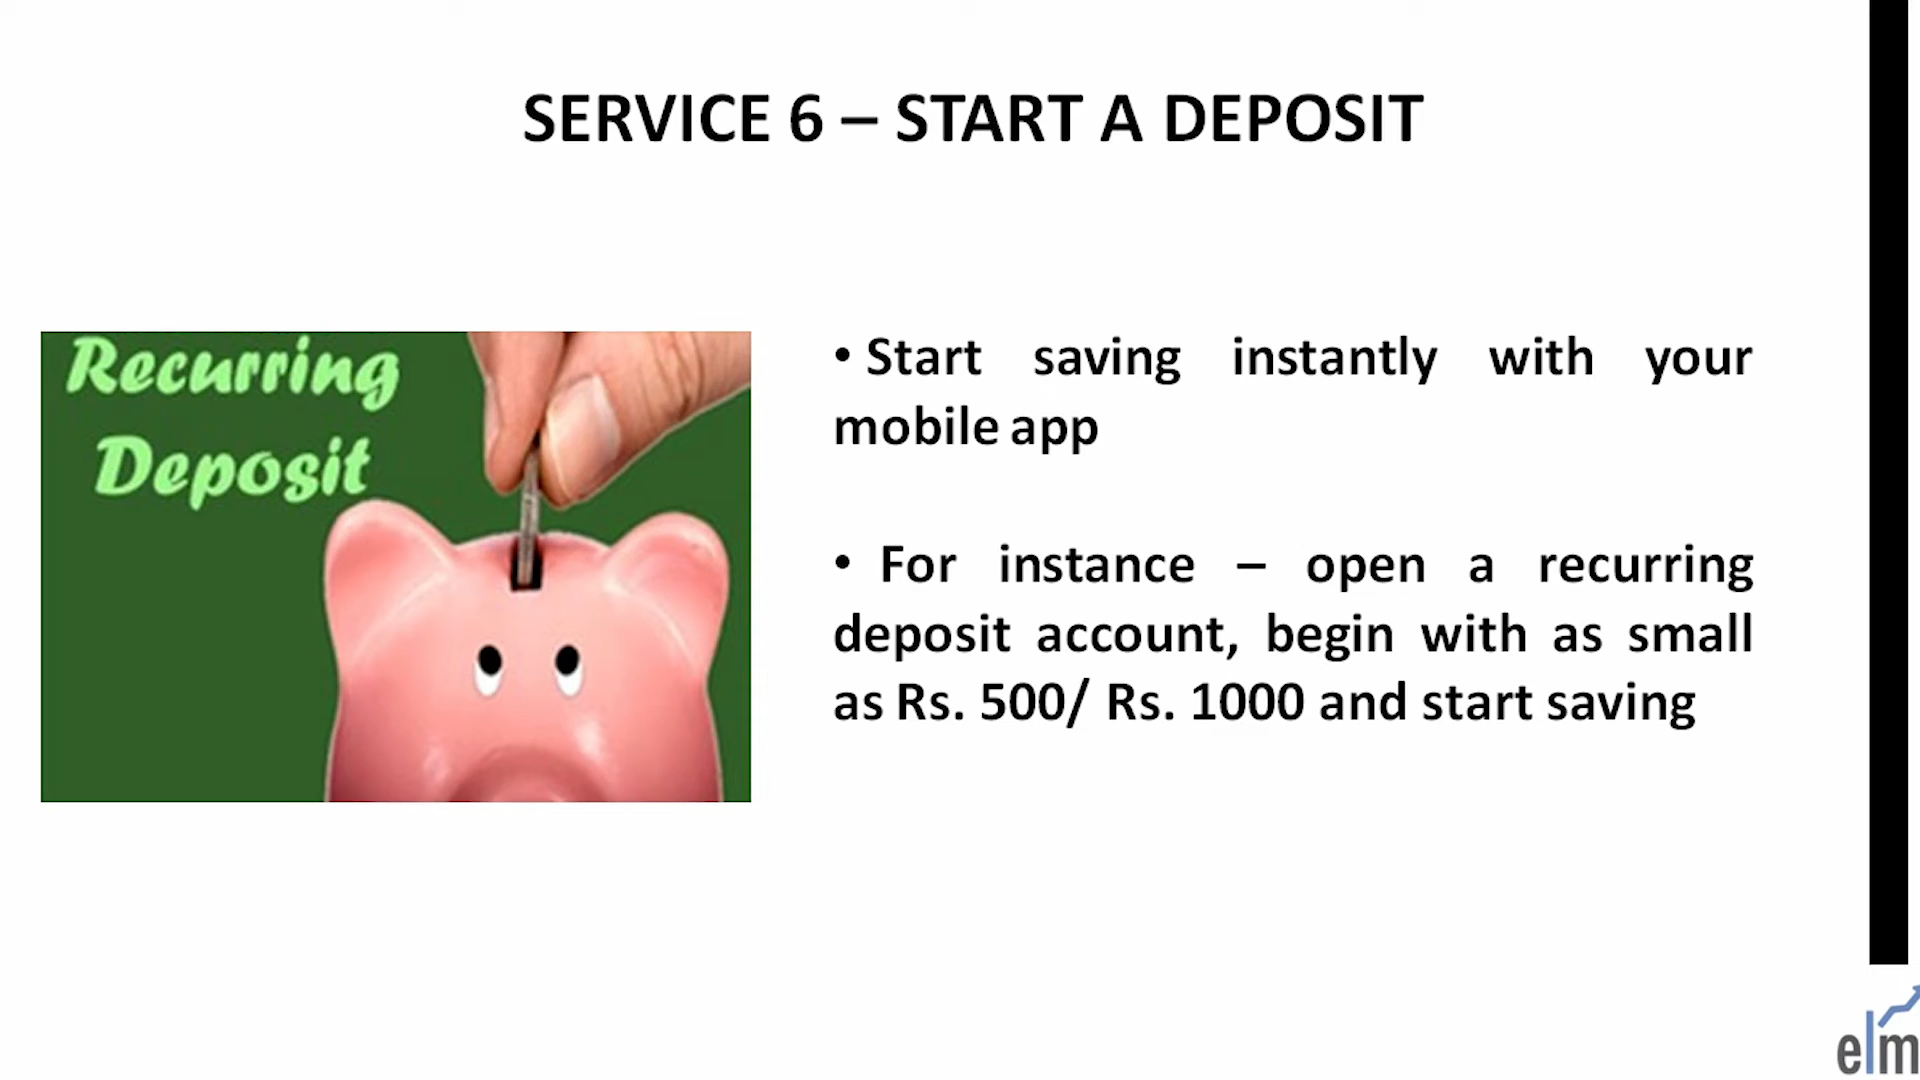 SERVICE 6 – START A DEPOSIT
Recurring
Deposit
• Start saving instantly with your
mobile app
• For instance – open a recurring
deposit account, begin with as small
as Rs. 500/ Rs. 1000 and start saving
elm